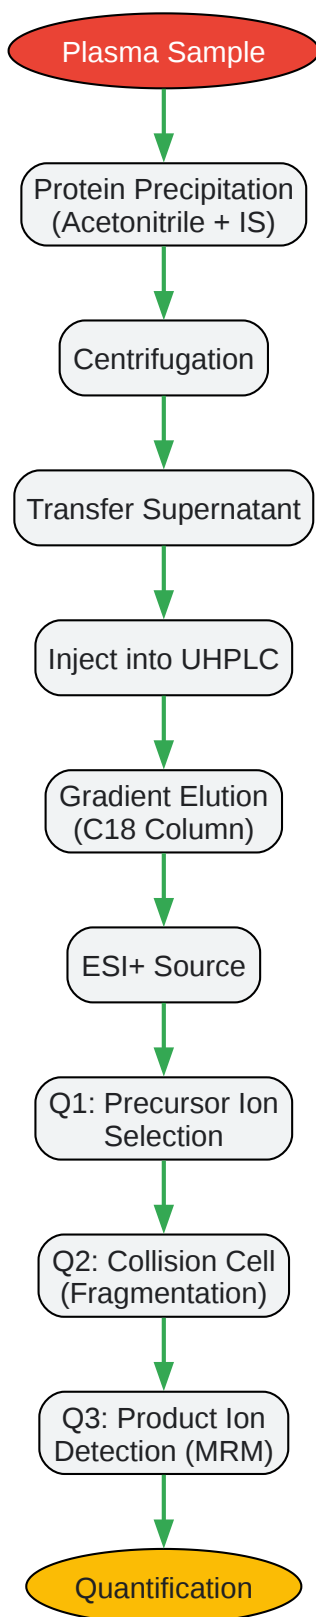 Plasma Sample
Protein Precipitation
(Acetonitrile + IS)
Centrifugation
Transfer Supernatant
Inject into UHPLC
Gradient Elution
(C18 Column)
ESI+ Source
Q1: Precursor Ion
Selection
Q2: Collision Cell
(Fragmentation)
Q3: Product Ion
Detection (MRM)
Quantification